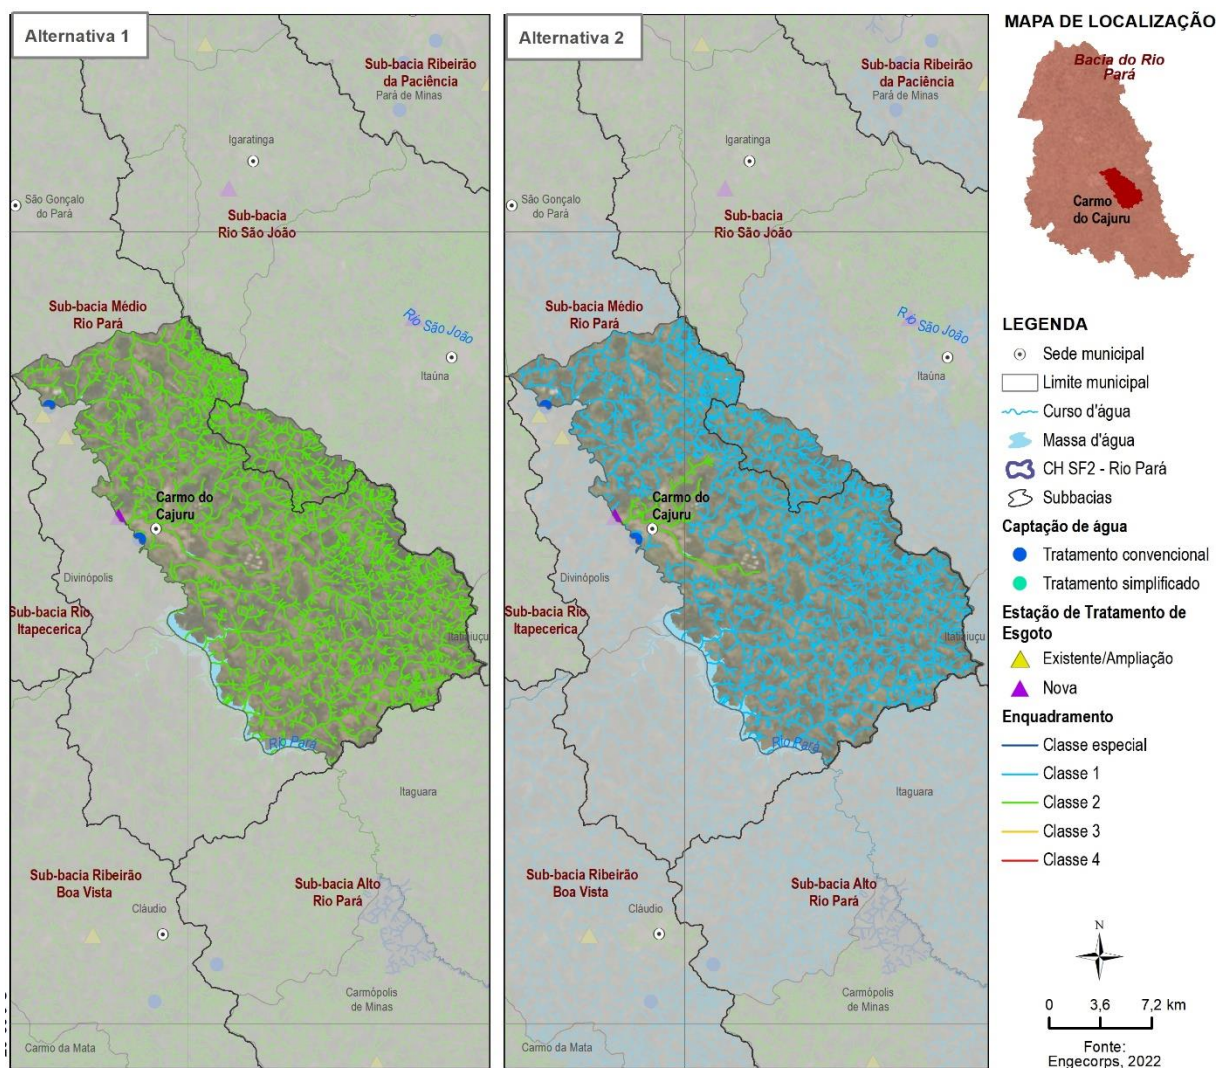 Alternativa 1
Sub-bacia Ribeirão
da Paciência
Pará de Minas
Igaratinga
São Gonçalo
do Pará
Sub-bacia
Rio São João
Sub-bacia Médio
Rio Pará
Rio São João
Itaúna
Carmo do
Cajuru
Divinópolis
Sub-bacia Rio
Itapecerica
Itatiaiuçu
Rio Pará
Itaguara
Sub-bacia Ribeirão
Boa Vista
Sub-bacia Alto
Rio Pará
Cláudio
Carmópolis
de Minas
Carmo da Mata
Alternativa 2
Sub-bacia Ribeirão
da Paciência
Pará de Minas
Igaratinga
São Gonçalo
do Pará
Sub-bacia
Rio São João
Sub-bacia Médio
Rio Pará
Rio São João
Itaúna
Carmo do
Cajuru
Divinópolis
Sub-bacia Rio
Itapecerica
Itatiaiuçu
Rio Pará
Itaguara
Sub-bacia Ribeirão
Boa Vista
Sub-bacia Alto
Rio Pará
Cláudio
Carmópolis
de Minas
Carmo da Mata
MAPA DE LOCALIZAÇÃO
Bacia do Rio
Pará
Carmo
do Cajuru
LEGENDA
Sede municipal
Limite municipal
Curso d'água
Massa d'água
CH SF2 - Rio Pará
Subbacias
Captação de água
Tratamento convencional
Tratamento simplificado
Estação de Tratamento de
Esgoto
Existente/Ampliação
Nova
Enquadramento
Classe especial
Classe 1
Classe 2
Classe 3
Classe 4
N
0 3,6 7,2 km
Fonte:
Engecorps, 2022